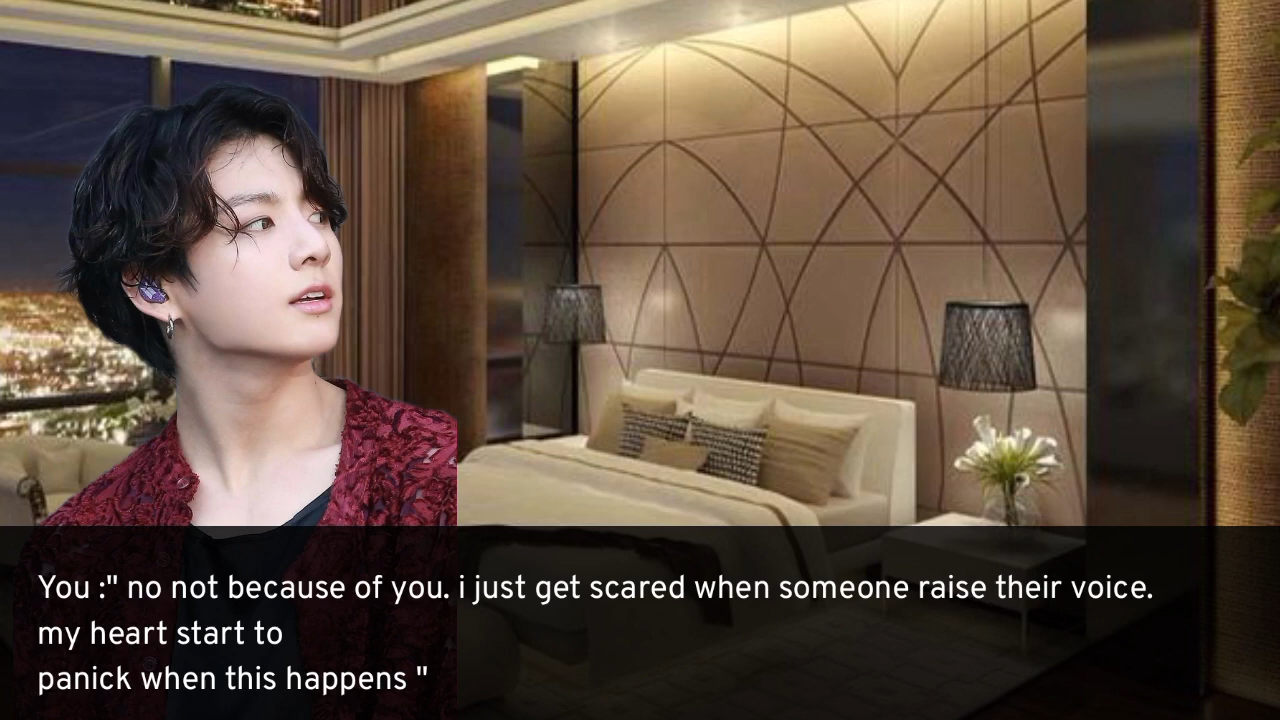 You :" no not because of you. i just get scared when someone raise their voice.
my heart start to
panick when this happens "